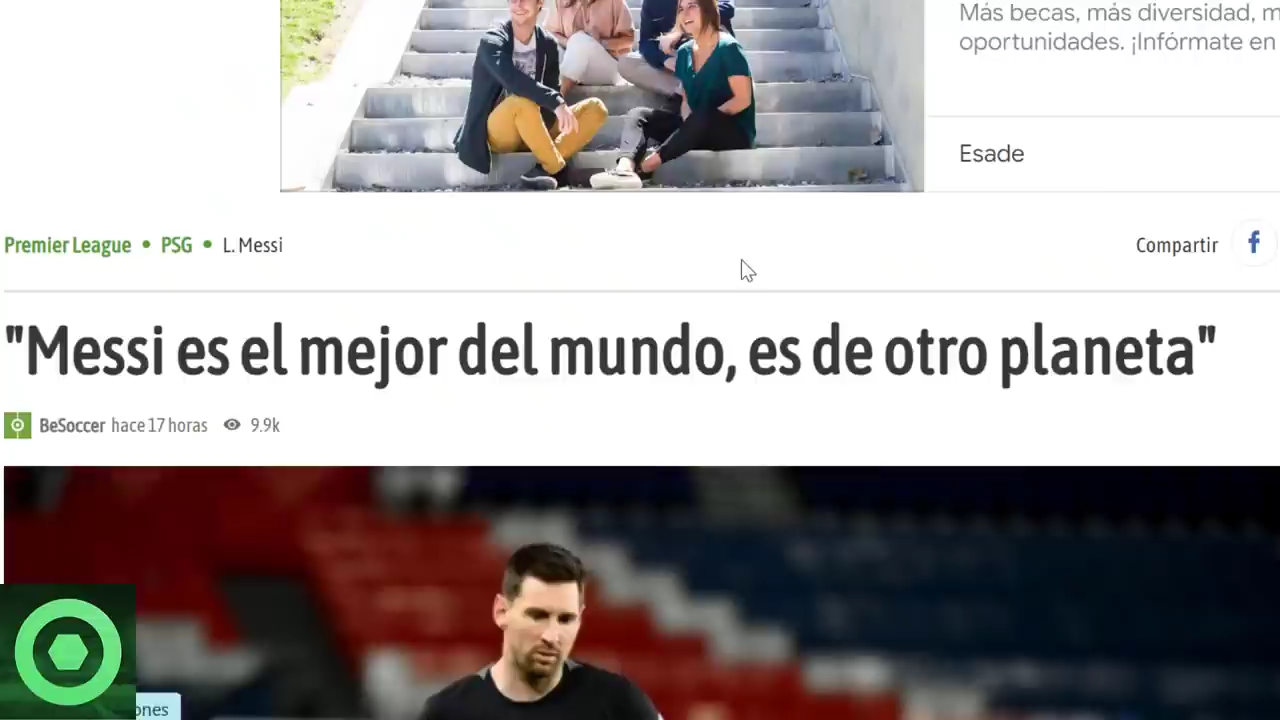 Más becas, más diversidad, m
oportunidades. ¡Infórmate en
Esade
Premier League • PSG • L. Messi
Compartir
"Messi es el mejor del mundo, es de otro planeta"
BeSoccer hace 17 horas 9.9k
ones